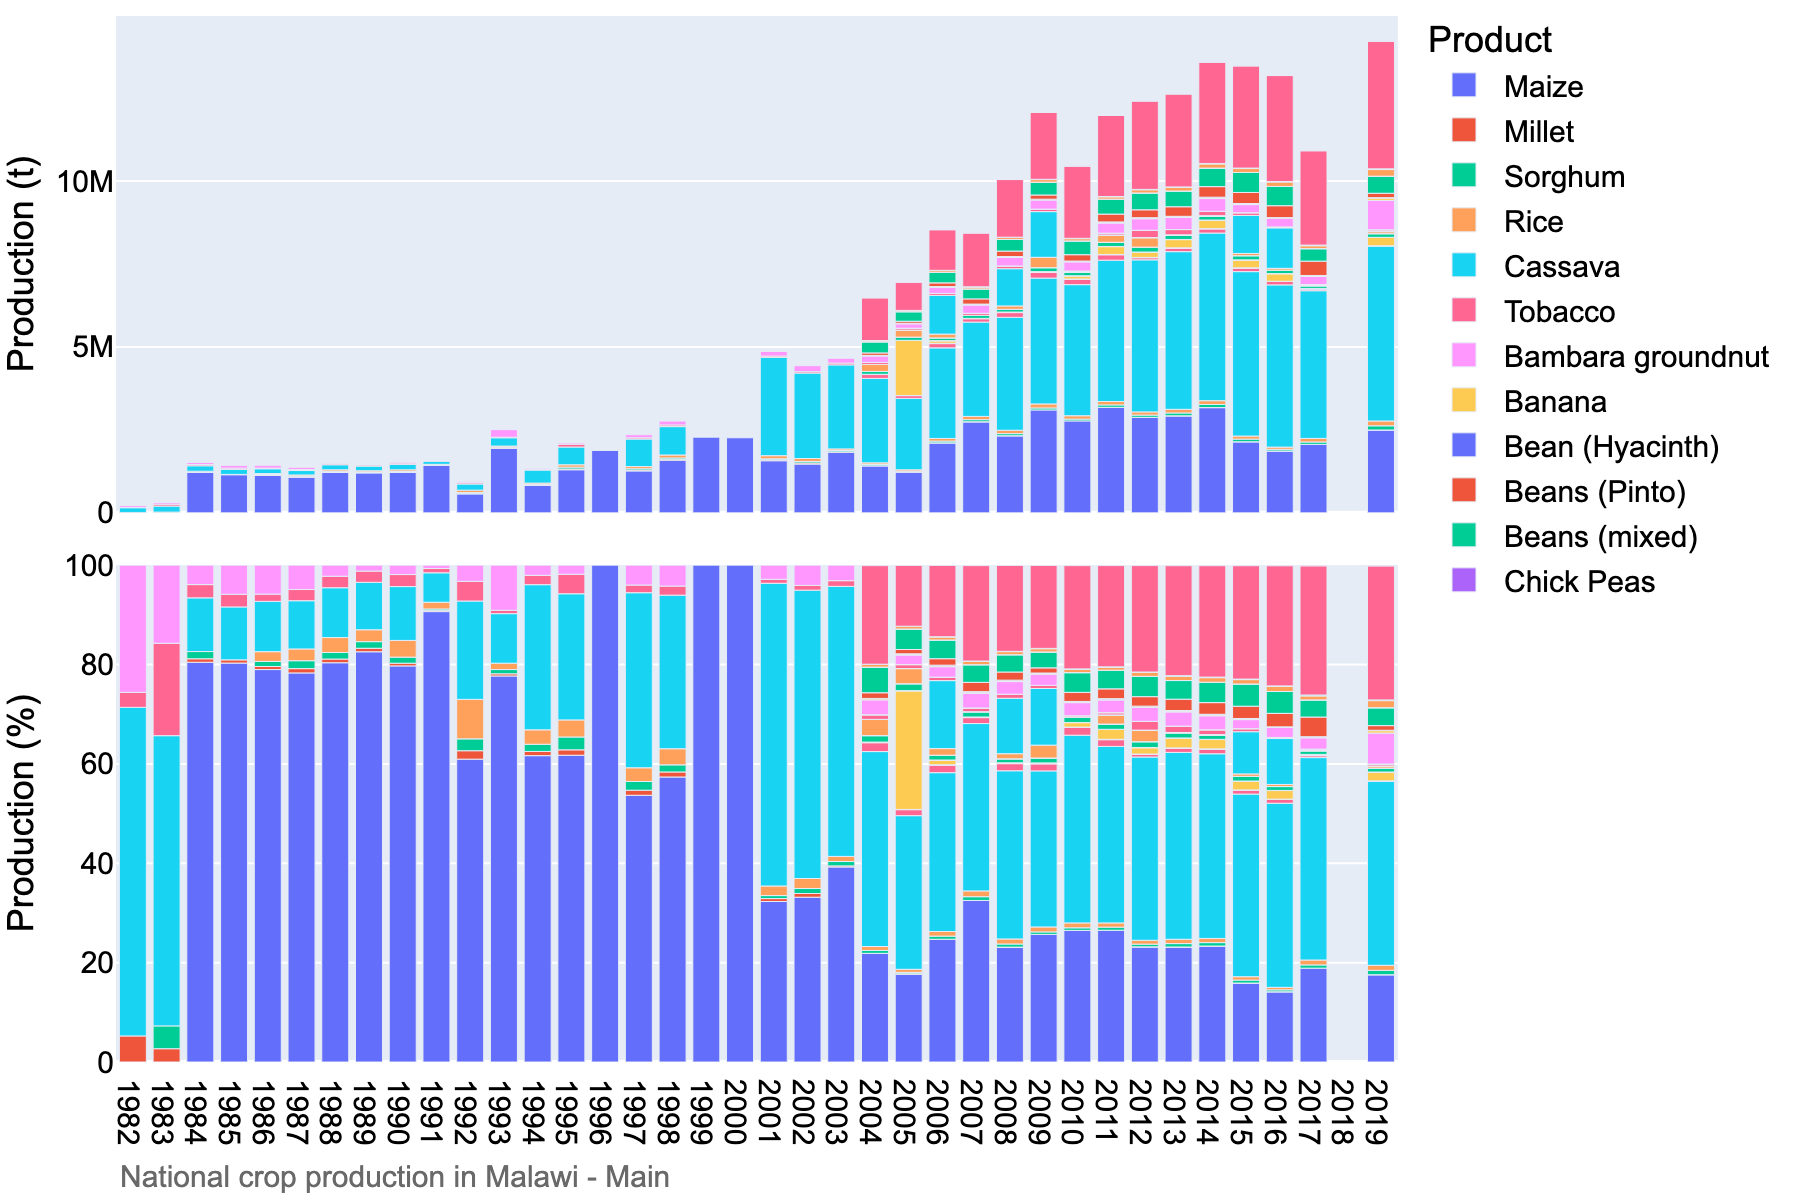 Production (t)
10M
5M
0
Product
Maize
Millet
Sorghum
Rice
Cassava
Tobacco
Bambara groundnut
Banana
Bean (Hyacinth)
Beans (Pinto)
Beans (mixed)
Chick Peas
Production (%)
100
80
60
40
20
0
1982
1983
1984
1985
1986
1987
1988
1989
1990
1991
1992
1993
1994
1995
1996
1997
1998
1999
2000
2001
2002
2003
2004
2005
2006
2007
2008
2009
2010
2011
2012
2013
2014
2015
2016
2017
2018
2019
National crop production in Malawi - Main